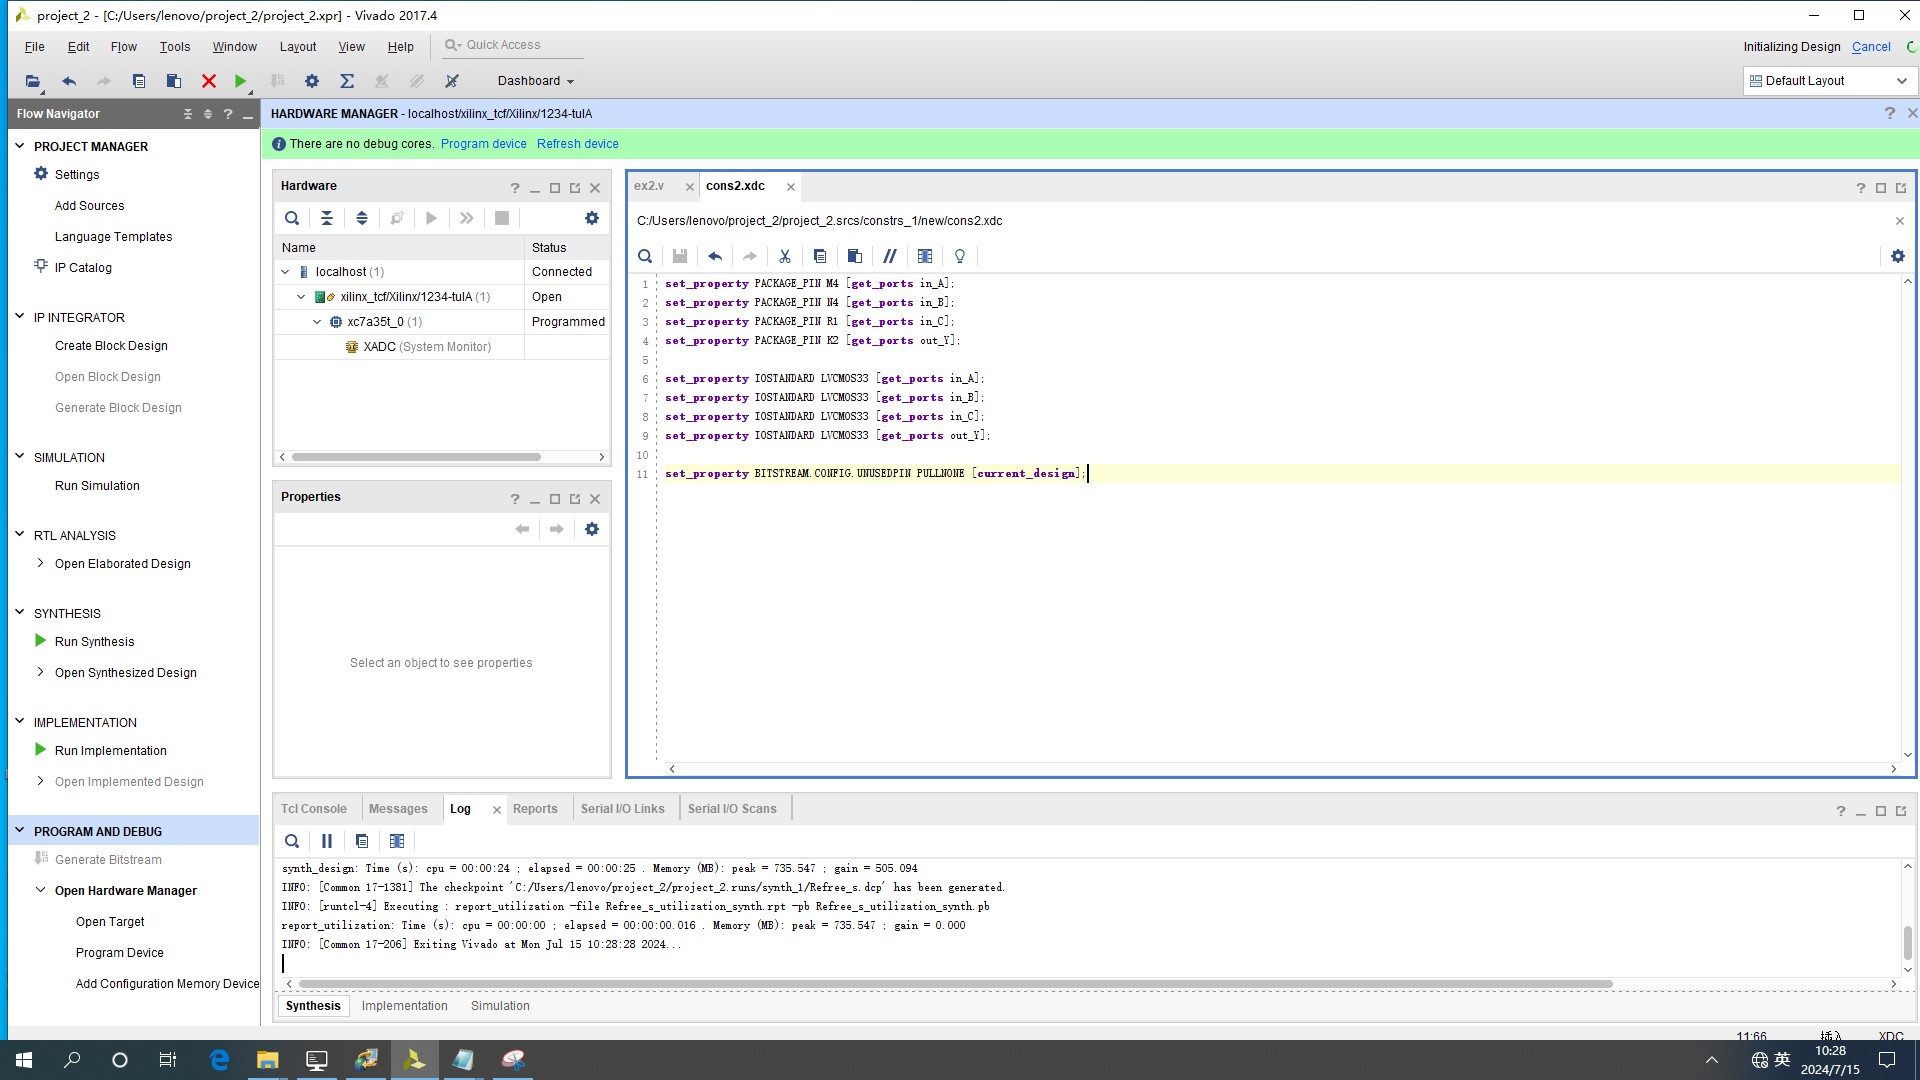 project_2 - [C:/Users/lenovo/project_2/project_2.xpr] - Vivado 2017.4
File Edit Flow Tools Window Layout View Help Quick Access
Initializing Design Cancel
Dashboard
Default Layout
Flow Navigator
PROJECT MANAGER
Settings
Add Sources
Language Templates
IP Catalog
IP INTEGRATOR
Create Block Design
Open Block Design
Generate Block Design
SIMULATION
Run Simulation
RTL ANALYSIS
Open Elaborated Design
SYNTHESIS
Run Synthesis
Open Synthesized Design
IMPLEMENTATION
Run Implementation
Open Implemented Design
PROGRAM AND DEBUG
Generate Bitstream
Open Hardware Manager
Open Target
Program Device
Add Configuration Memory Device
HARDWARE MANAGER - localhost/xilinx_tcf/Xilinx/1234-tulA
There are no debug cores. Program device Refresh device
Hardware
Name Status
localhost (1) Connected
xilinx_tcf/Xilinx/1234-tulA (1) Open
xc7a35t_0 (1) Programmed
XADC (System Monitor)
Properties
Select an object to see properties
ex2.v cons2.xdc
C:/Users/lenovo/project_2/project_2.srcs/constrs_1/new/cons2.xdc
1 set_property PACKAGE_PIN M4 [get_ports in_A];
2 set_property PACKAGE_PIN N4 [get_ports in_B];
3 set_property PACKAGE_PIN R1 [get_ports in_C];
4 set_property PACKAGE_PIN K2 [get_ports out_Y];
5
6 set_property IOSTANDARD LVCMOS33 [get_ports in_A];
7 set_property IOSTANDARD LVCMOS33 [get_ports in_B];
8 set_property IOSTANDARD LVCMOS33 [get_ports in_C];
9 set_property IOSTANDARD LVCMOS33 [get_ports out_Y];
10
11 set_property BITSTREAM.CONFIG.UNUSEDPIN PULLNONE [current_design];
Tcl Console Messages Log Reports Serial I/O Links Serial I/O Scans
synth_design: Time (s): cpu = 00:00:24 ; elapsed = 00:00:25 . Memory (MB): peak = 735.547 ; gain = 505.094
INFO: [Common 17-1381] The checkpoint 'C:/Users/lenovo/project_2/project_2.runs/synth_1/Refree_s.dcp' has been generated.
INFO: [runtcl-4] Executing : report_utilization -file Refree_s_utilization_synth.rpt -pb Refree_s_utilization_synth.pb
report_utilization: Time (s): cpu = 00:00:00 ; elapsed = 00:00:00.016 . Memory (MB): peak = 735.547 ; gain = 0.000
INFO: [Common 17-206] Exiting Vivado at Mon Jul 15 10:28:28 2024...
Synthesis Implementation Simulation
11:66 插入 XDC
英 10:28
2024/7/15